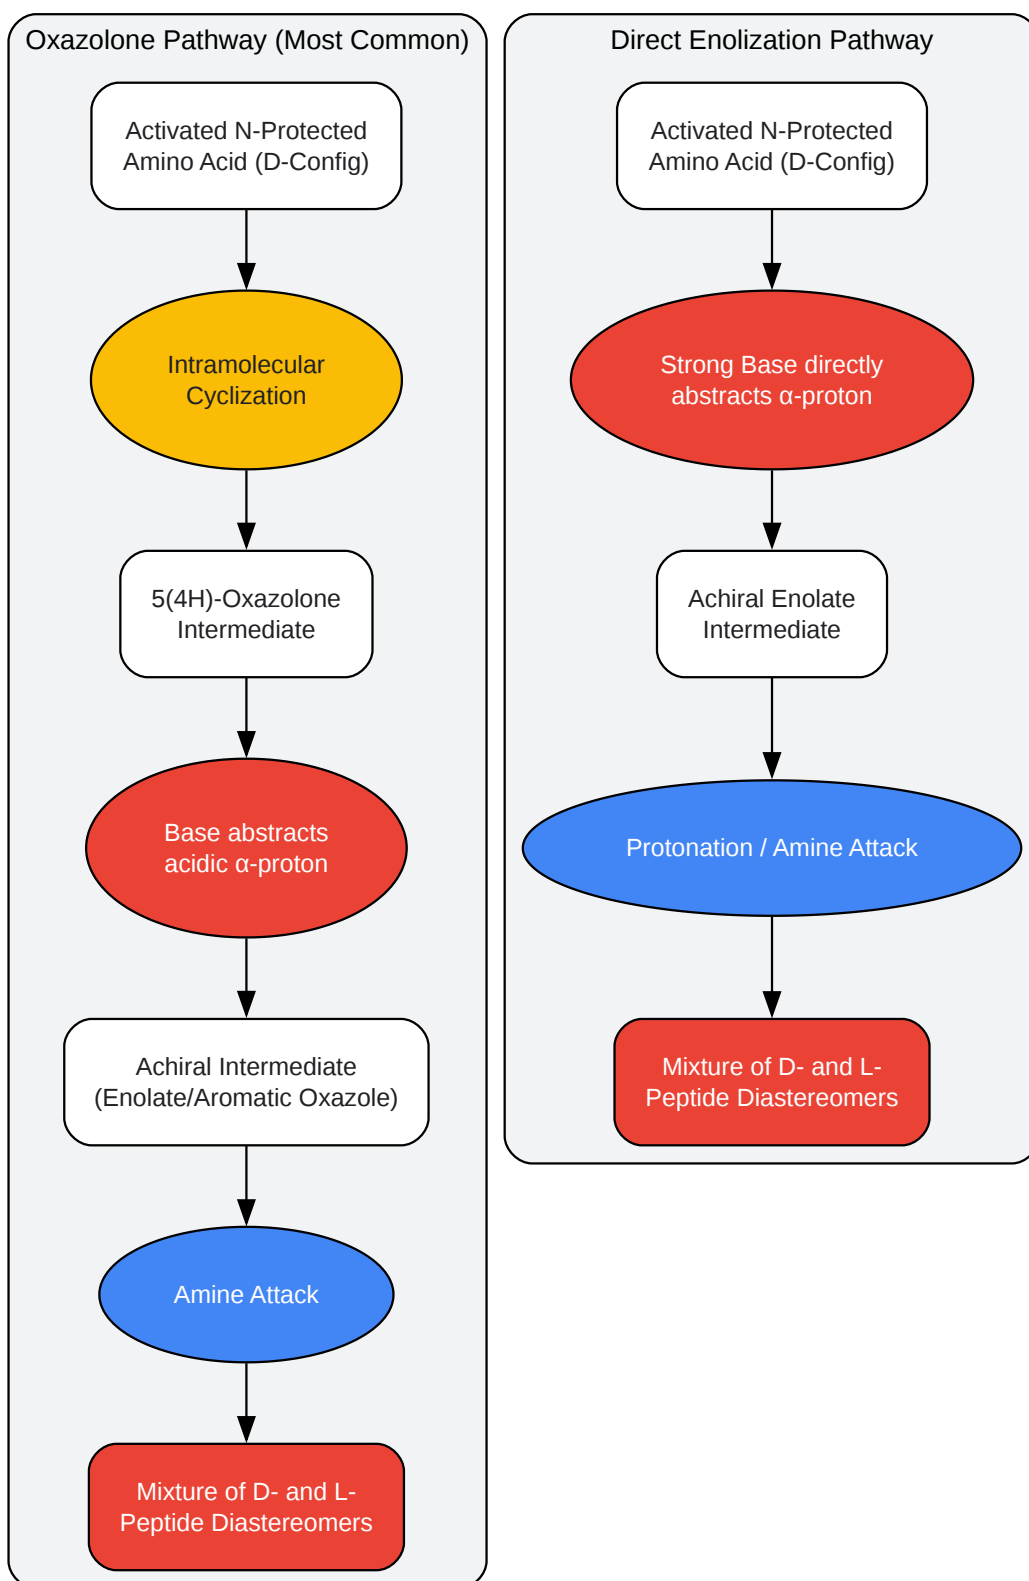 Oxazolone Pathway (Most Common)
Activated N-Protected
Amino Acid (D-Config)
Intramolecular
Cyclization
5(4H)-Oxazolone
Intermediate
Base abstracts
acidic α-proton
Achiral Intermediate
(Enolate/Aromatic Oxazole)
Amine Attack
Mixture of D- and L-
Peptide Diastereomers
Direct Enolization Pathway
Activated N-Protected
Amino Acid (D-Config)
Strong Base directly
abstracts α-proton
Achiral Enolate
Intermediate
Protonation / Amine Attack
Mixture of D- and L-
Peptide Diastereomers